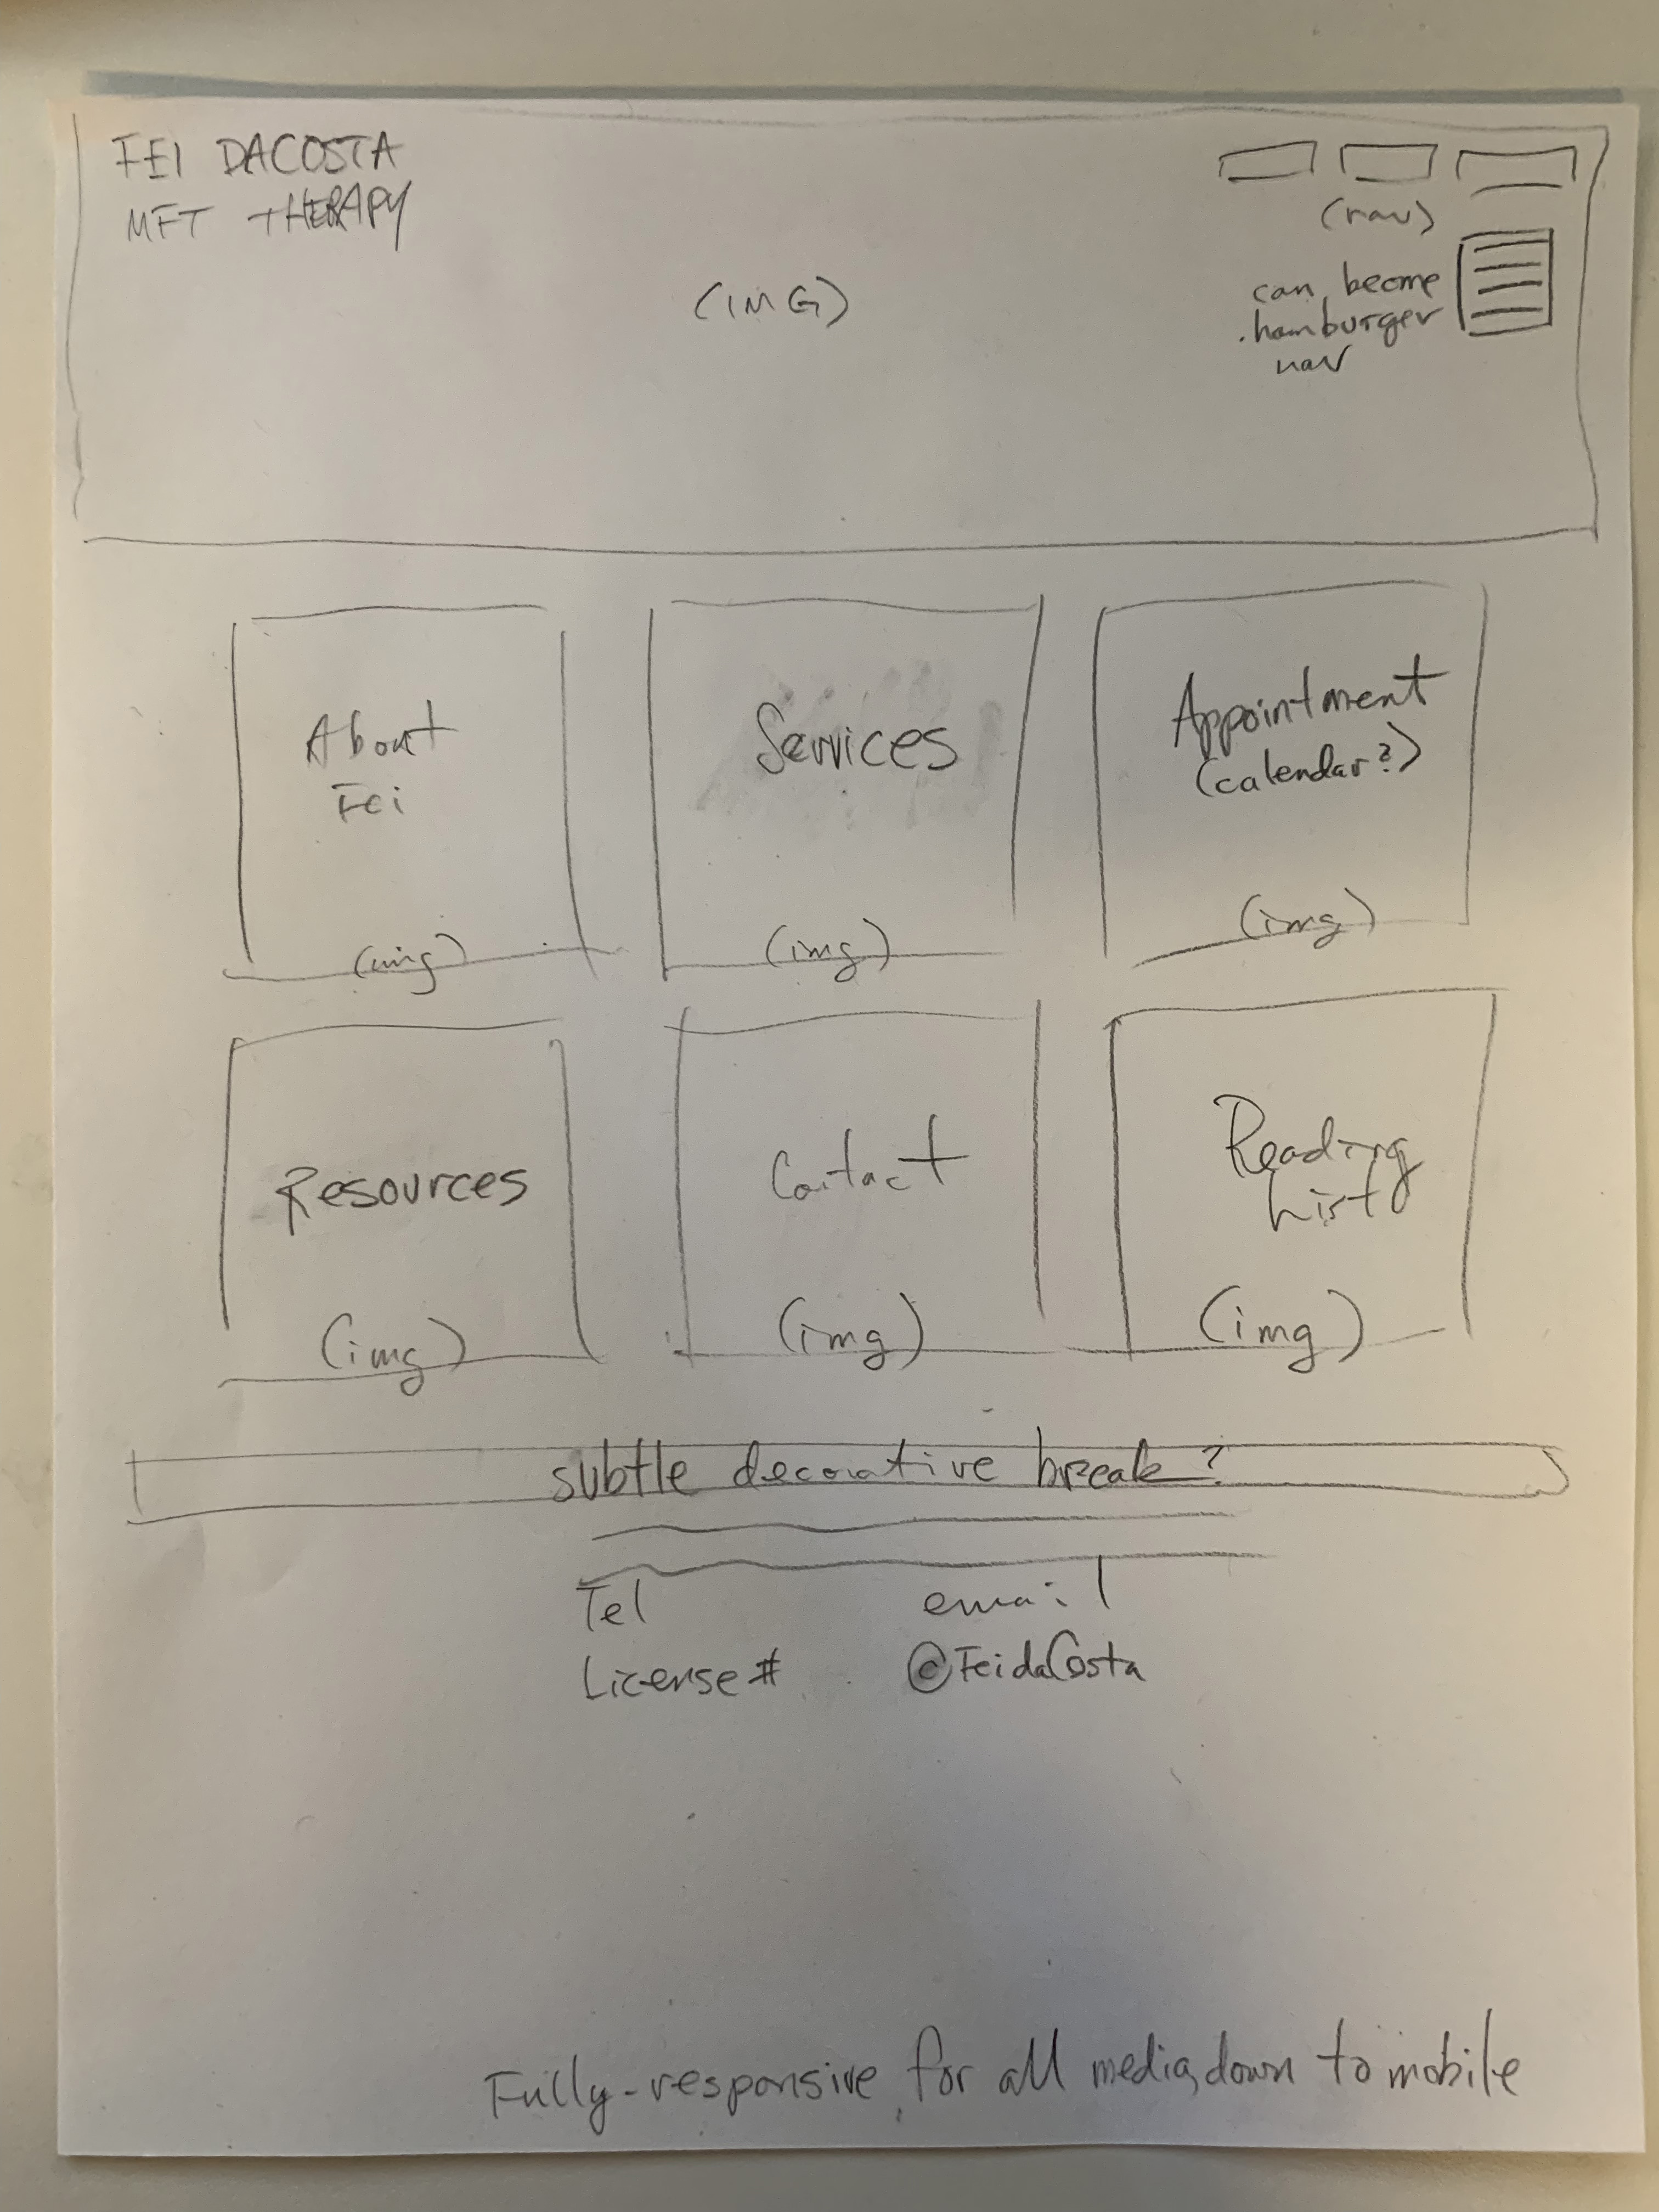 FEI DACOSTA
MFT THERAPY
(nav)
(IMG)
can become
hamburger
nav
About
Fei
(img)
Services
(img)
Appointment
(calendar?)
(img)
Resources
(img)
Contact
(img)
Reading
List
(img)
subtle decorative break?
Tel
email
License #
© Fei daCosta
Fully-responsive for all media, down to mobile